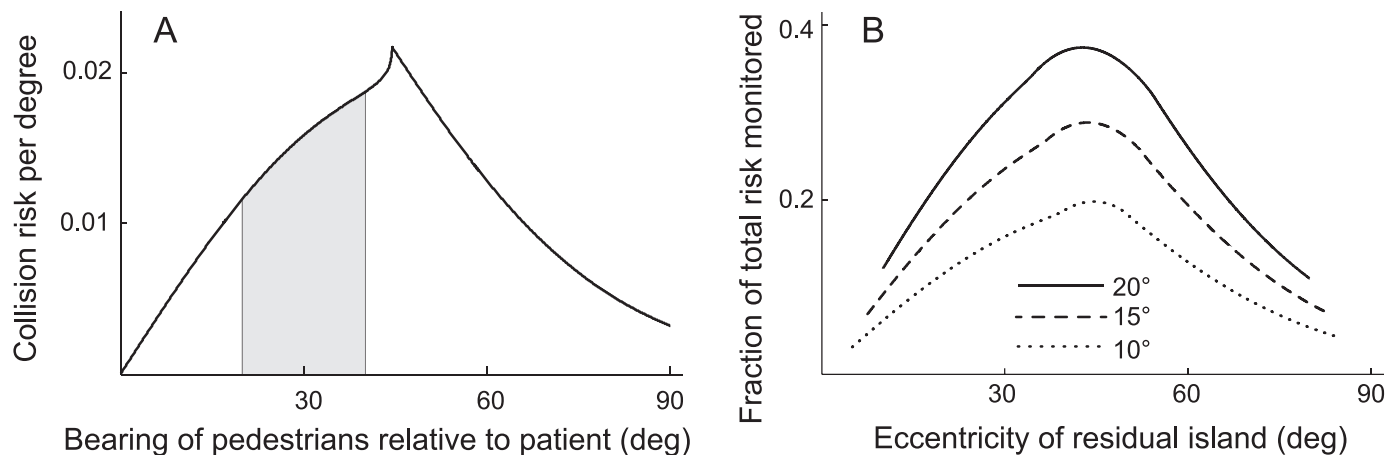 A
Collision risk per degree
0.02
0.01
30
60
90
Bearing of pedestrians relative to patient (deg)
B
Fraction of total risk monitored
0.4
0.2
20°
15°
10°
30
60
90
Eccentricity of residual island (deg)